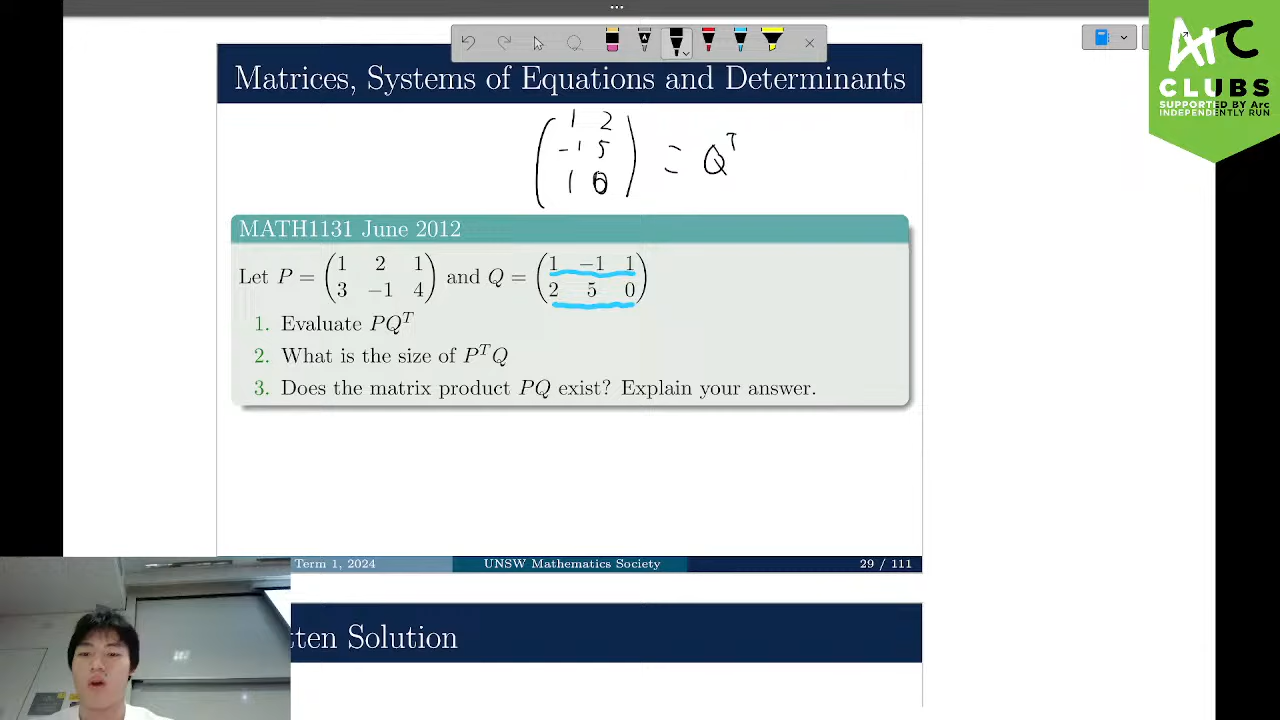 ArC
CLUBS
SUPPORTED BY Arc
INDEPENDENTLY RUN
Matrices, Systems of Equations and Determinants
1 2
-1 5
1 0
= Q^T
MATH1131 June 2012
Let P = (1 2 1
3 −1 4) and Q = (1 −1 1
2 5 0)
1. Evaluate PQ^T
2. What is the size of P^T Q
3. Does the matrix product PQ exist? Explain your answer.
Term 1, 2024 UNSW Mathematics Society 29 / 111
tten Solution